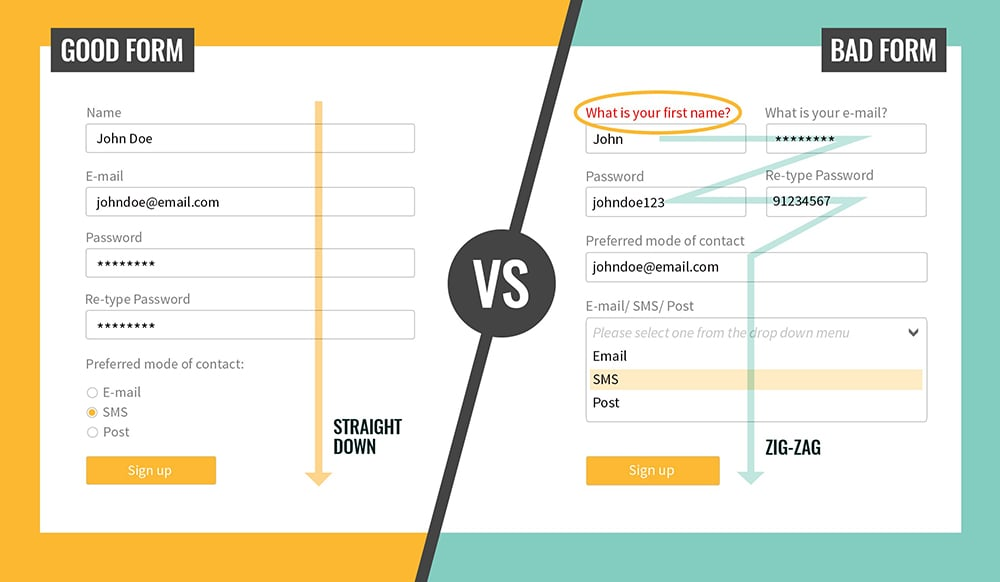 GOOD FORM
Name
John Doe
E-mail
johndoe@email.com
Password
********
Re-type Password
********
Preferred mode of contact:
E-mail
SMS
Post
Sign up
STRAIGHT
DOWN
VS
BAD FORM
What is your first name?
What is your e-mail?
John
********
Password
Re-type Password
johndoe123
91234567
Preferred mode of contact
johndoe@email.com
E-mail/ SMS/ Post
Please select one from the drop down menu
Email
SMS
Post
ZIG-ZAG
Sign up